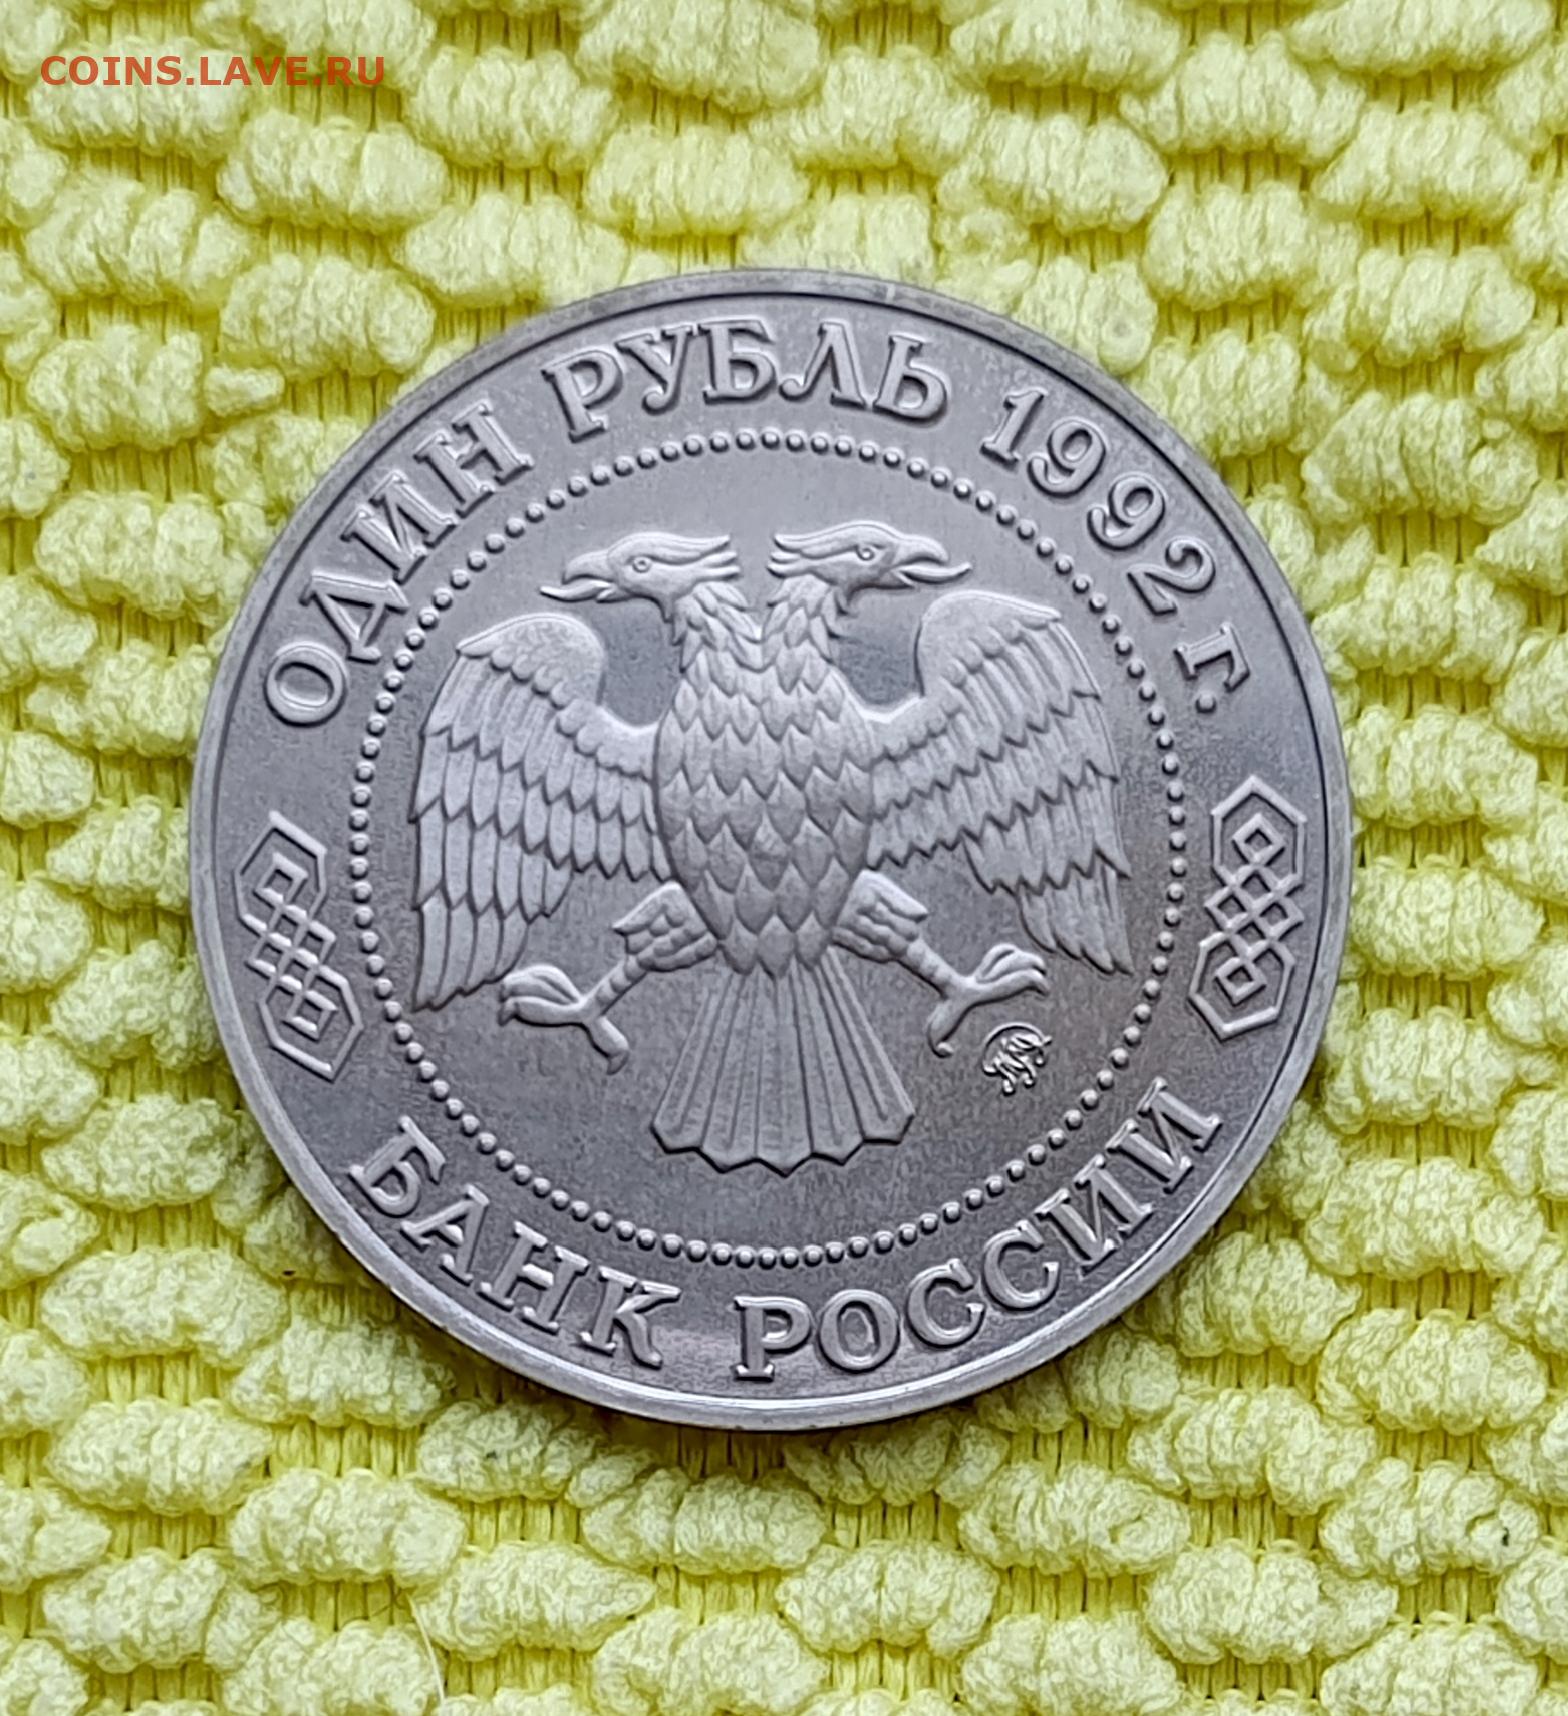 COINS.LAVE.RU
ОДИН РУБЛЬ 1992 г.
БАНК РОССИИ